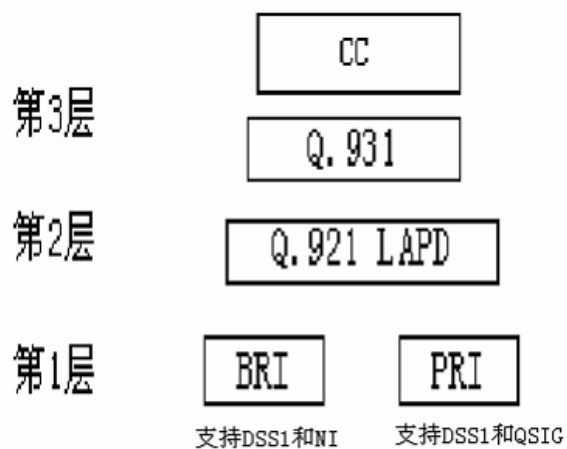 CC
第3层
Q.931
第2层
Q.921 LAPD
第1层
BRI
PRI
支持DSS1和NI
支持DSS1和QSIG